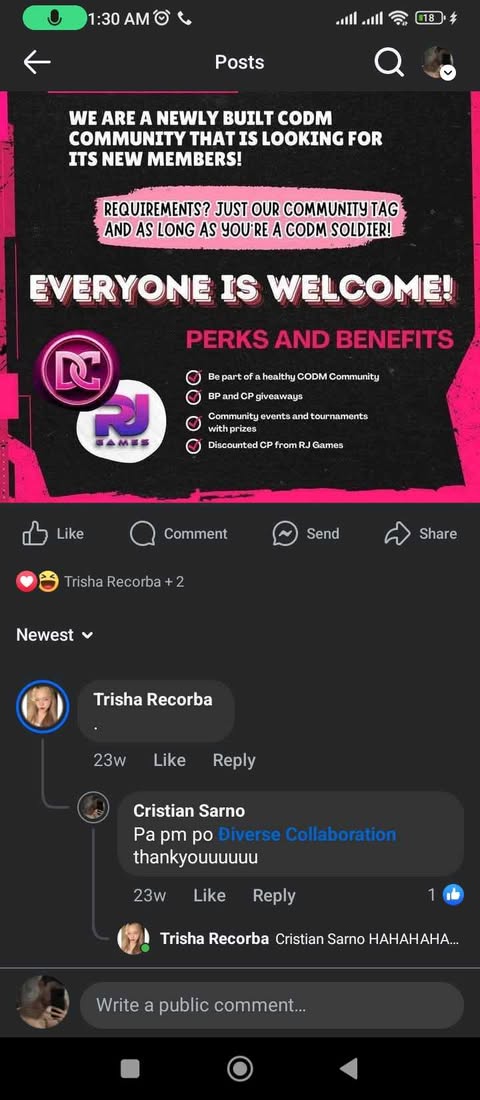 1:30 AM
18
Posts
WE ARE A NEWLY BUILT CODM
COMMUNITY THAT IS LOOKING FOR
ITS NEW MEMBERS!
REQUIREMENTS? JUST OUR COMMUNITY TAG
AND AS LONG AS YOU'RE A CODM SOLDIER!
EVERYONE IS WELCOME!
PERKS AND BENEFITS
DC
RJ
GAMES
Be part of a healthy CODM Community
BP and CP giveaways
Community events and tournaments
with prizes
Discounted CP from RJ Games
Like
Comment
Send
Share
Trisha Recorba + 2
Newest
Trisha Recorba
.
23w Like Reply
Cristian Sarno
Pa pm po Điverse Collaboration
thankyouuuuuu
23w Like Reply 1
Trisha Recorba Cristian Sarno HAHAHAHA...
Write a public comment...